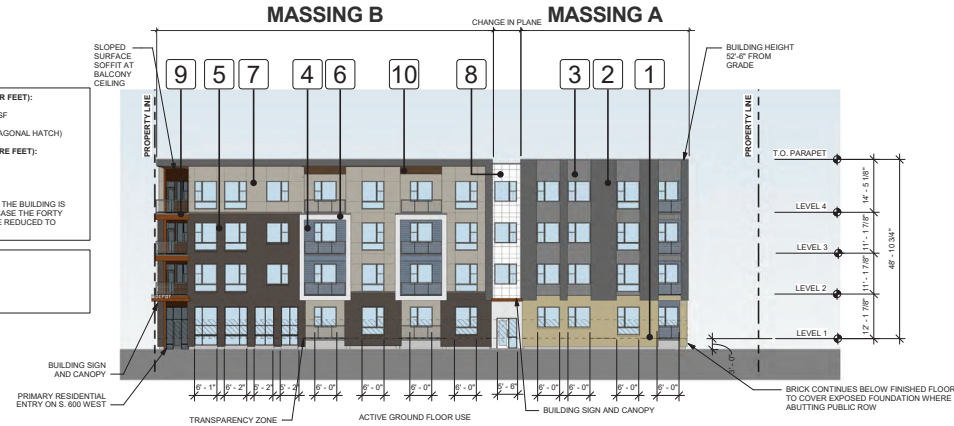 MASSING B
CHANGE IN PLANE
MASSING A
SLOPED
SURFACE
SOFFIT AT
BALCONY
CEILING
BUILDING HEIGHT
52'-6" FROM
GRADE
9
5
7
4
6
10
8
3
2
1
R FEET):
SF
AGONAL HATCH)
RE FEET):
THE BUILDING IS
CASE THE FORTY
E REDUCED TO
PROPERTY LINE
PROPERTY LINE
T.O. PARAPET
LEVEL 4
LEVEL 3
LEVEL 2
LEVEL 1
14' - 5 1/8"
11' - 1 7/8"
11' - 1 7/8"
12' - 1 7/8"
48' - 10 3/4"
BUILDING SIGN
AND CANOPY
PRIMARY RESIDENTIAL
ENTRY ON S. 600 WEST
6' - 1"
6' - 2"
5' - 2"
5' - 2"
6' - 0"
6' - 0"
6' - 0"
6' - 0"
5' - 6"
6' - 0"
6' - 0"
6' - 0"
6' - 0"
TRANSPARENCY ZONE
ACTIVE GROUND FLOOR USE
BUILDING SIGN AND CANOPY
BRICK CONTINUES BELOW FINISHED FLOOR
TO COVER EXPOSED FOUNDATION WHERE
ABUTTING PUBLIC ROW